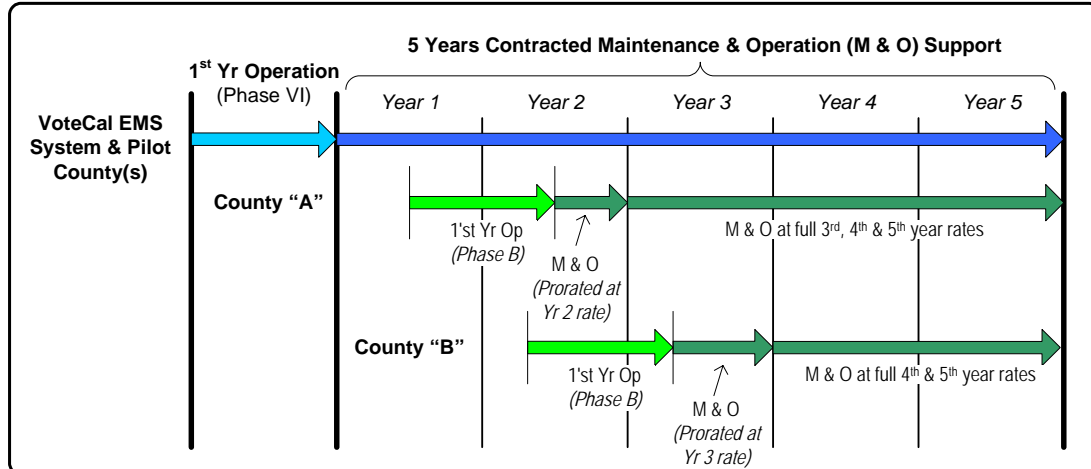 5 Years Contracted Maintenance & Operation (M & O) Support
1st Yr Operation
(Phase VI)
Year 1 Year 2 Year 3 Year 4 Year 5
VoteCal EMS
System & Pilot
County(s)
County “A”
1'st Yr Op
(Phase B)
M & O
(Prorated at
Yr 2 rate)
M & O at full 3rd, 4th & 5th year rates
County “B”
1'st Yr Op
(Phase B)
M & O
(Prorated at
Yr 3 rate)
M & O at full 4th & 5th year rates